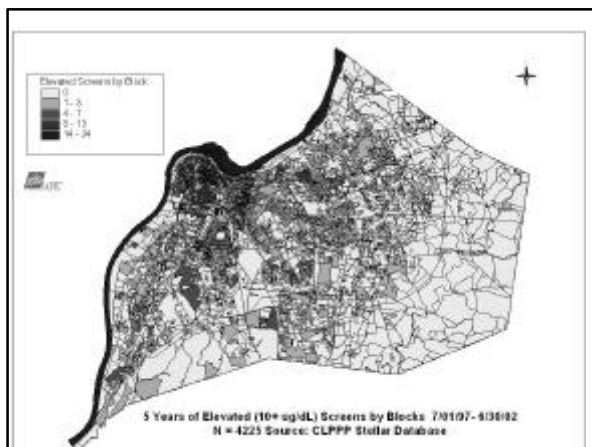 Elevated Screens by Block
0
1 - 3
4 - 7
8 - 13
14 - 24
5 Years of Elevated (10+ ug/dL) Screens by Blocks 7/01/97- 6/30/02
N = 4225 Source: CLPPP Stellar Database